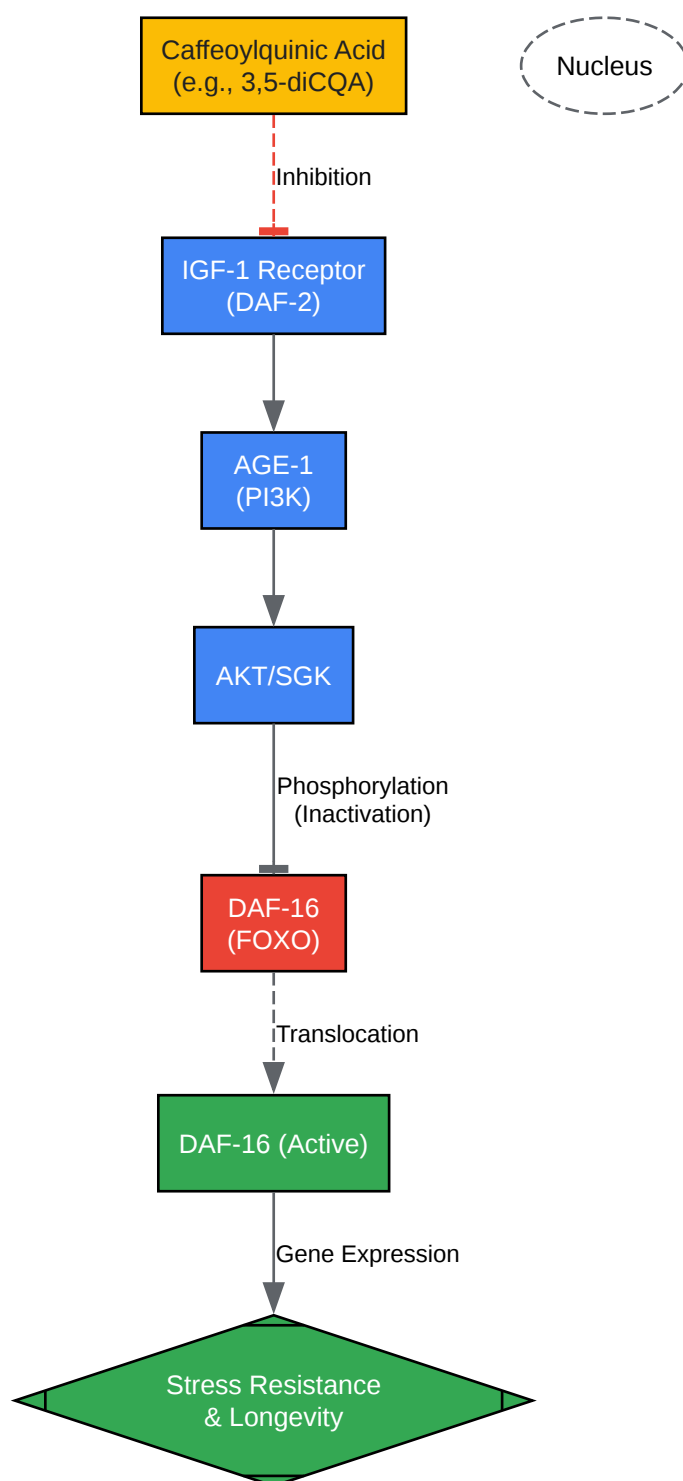 Caffeoylquinic Acid
(e.g., 3,5-diCQA)
Nucleus
Inhibition
IGF-1 Receptor
(DAF-2)
AGE-1
(PI3K)
AKT/SGK
Phosphorylation
(Inactivation)
DAF-16
(FOXO)
Translocation
DAF-16 (Active)
Gene Expression
Stress Resistance
& Longevity